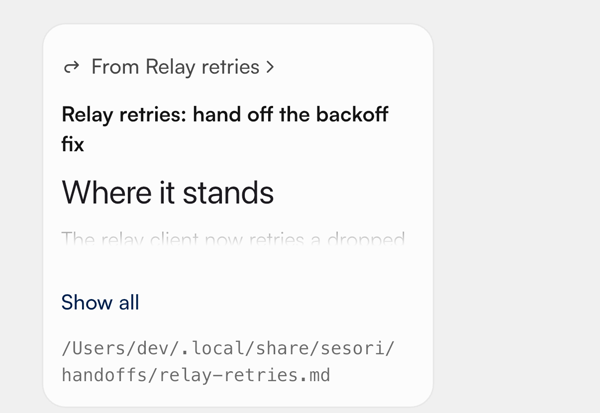 From Relay retries >
Relay retries: hand off the backoff
fix
Where it stands
The relay client now retries a dropped
Show all
/Users/dev/.local/share/sesori/
handoffs/relay-retries.md